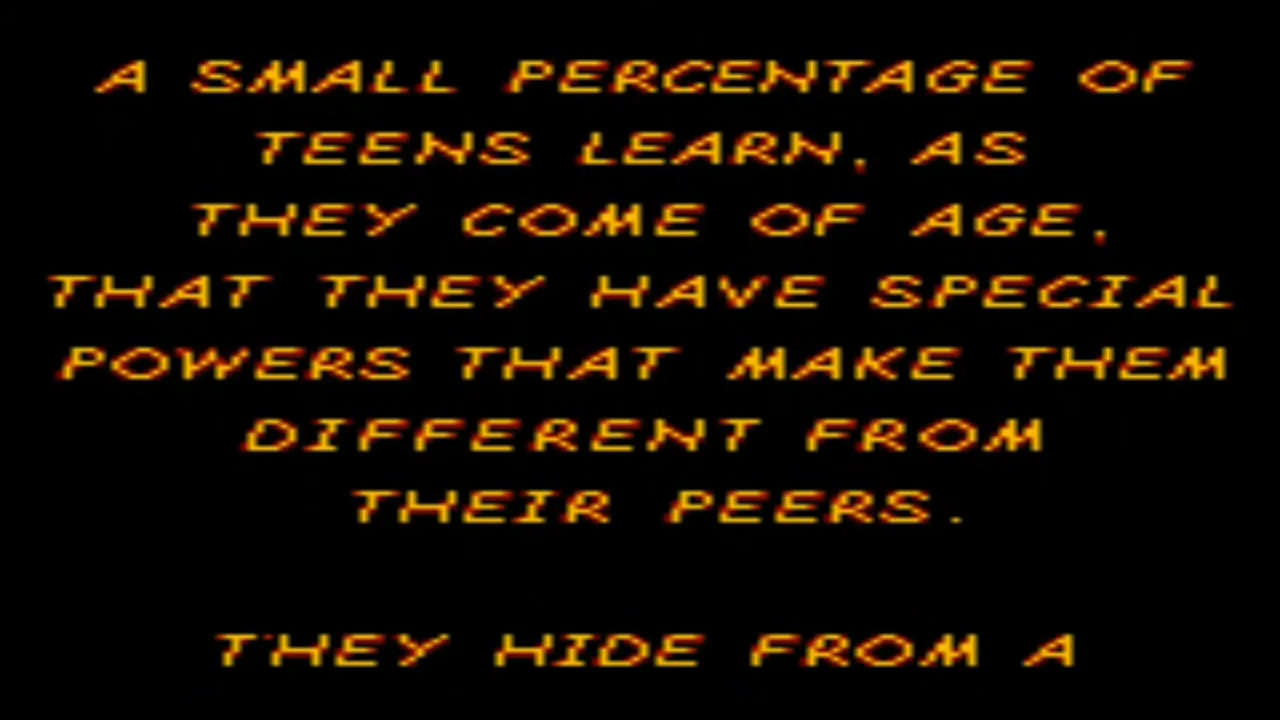 A SMALL PERCENTAGE OF
TEENS LEARN, AS
THEY COME OF AGE,
THAT THEY HAVE SPECIAL
POWERS THAT MAKE THEM
DIFFERENT FROM
THEIR PEERS.
THEY HIDE FROM A